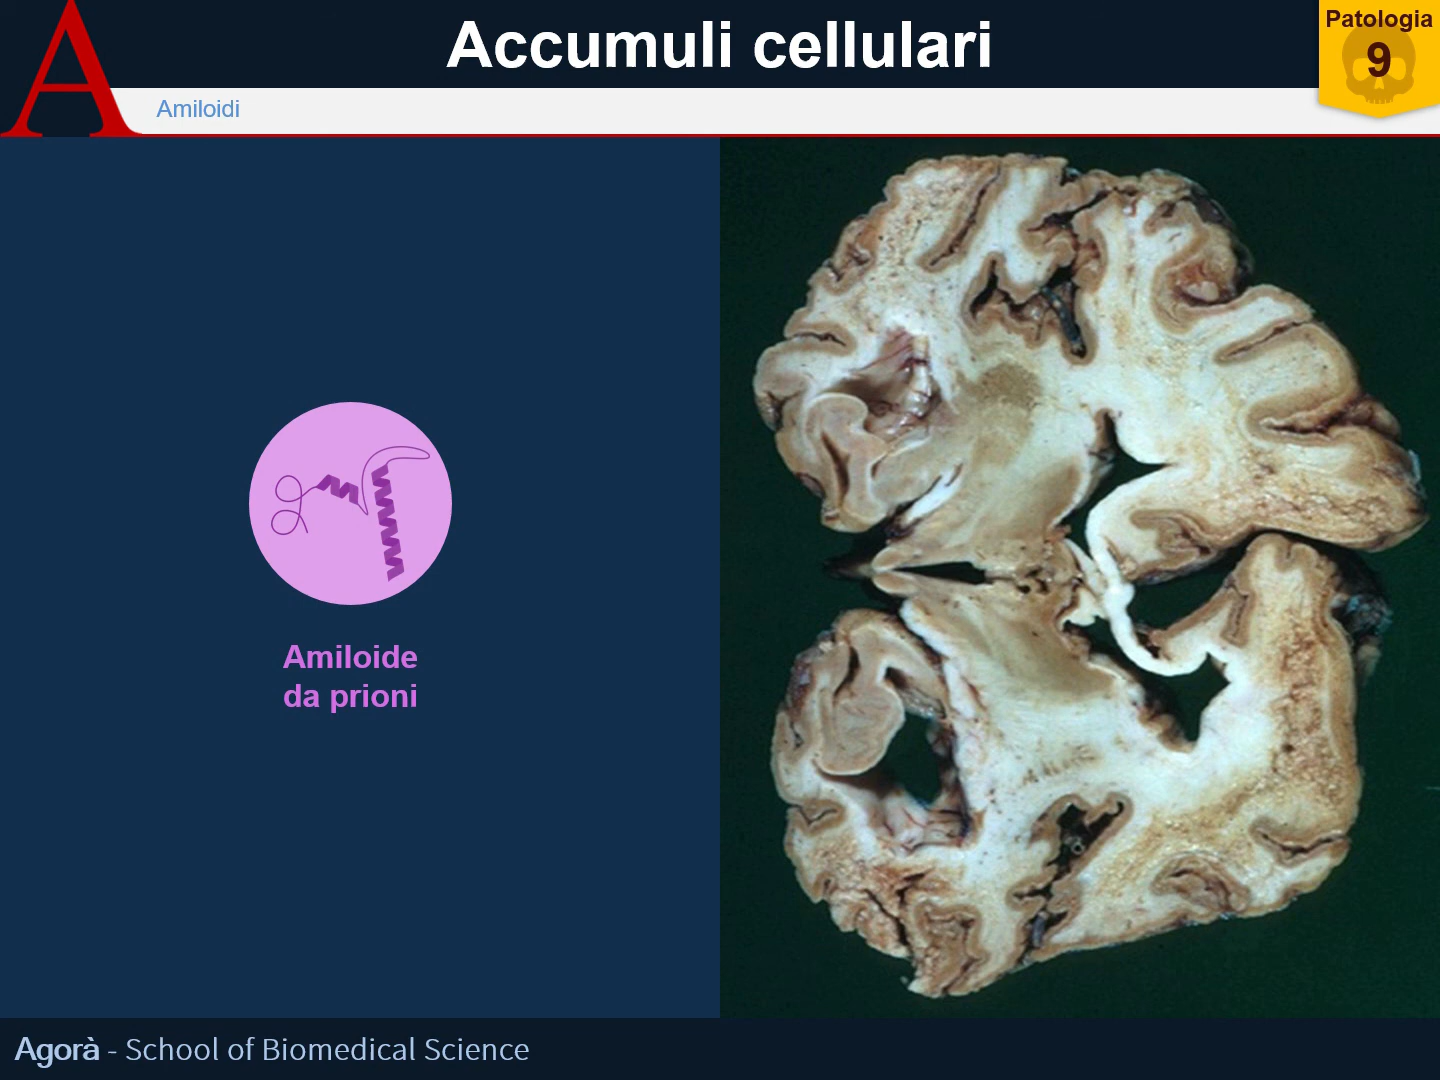 A
Accumuli cellulari
Patologia
9
Amiloidi
Amiloide
da prioni
Agorà - School of Biomedical Science